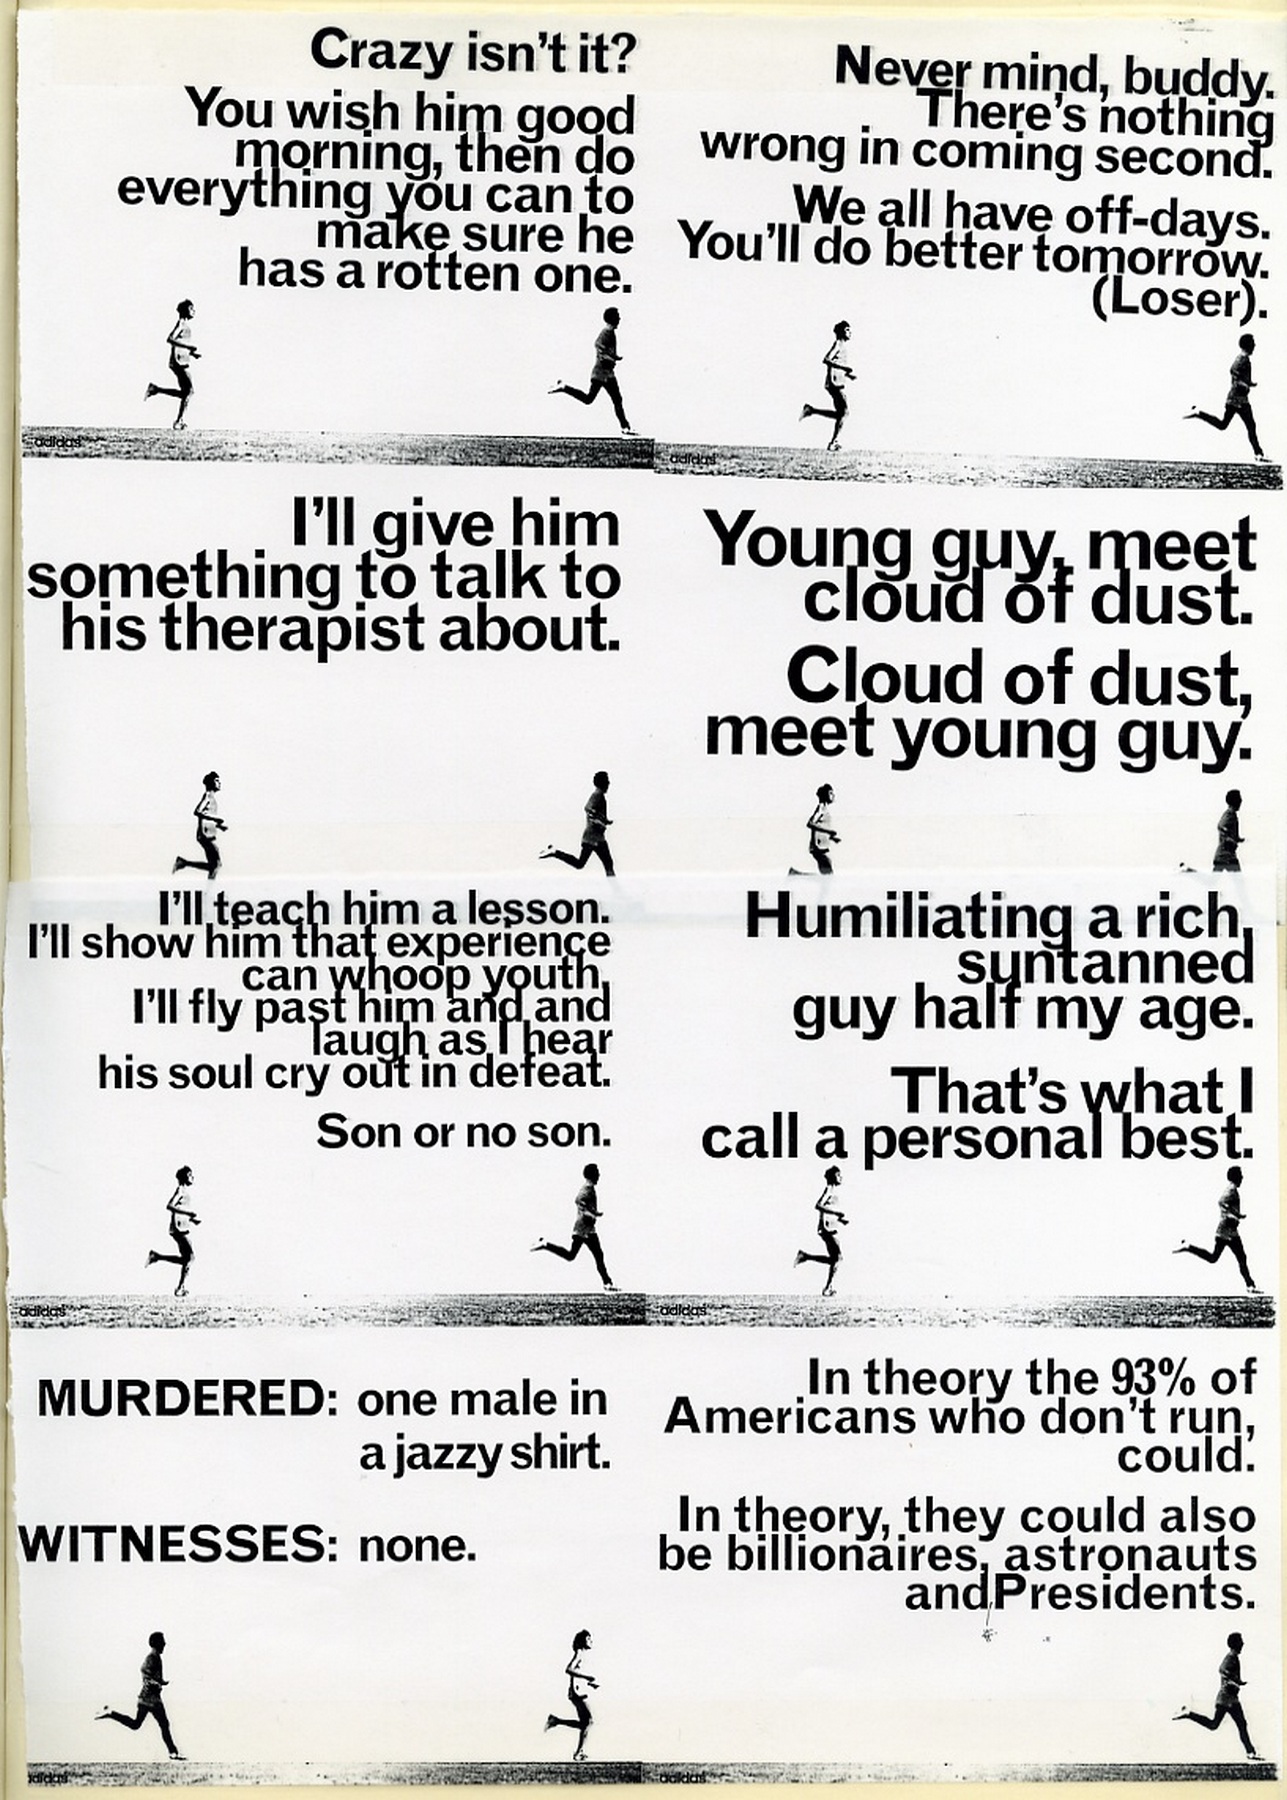 Crazy isn't it?
You wish him good
morning, then do
everything you can to
make sure he
has a rotten one.
adidas
Never mind, buddy.
There's nothing
wrong in coming second.
We all have off-days.
You'll do better tomorrow.
(Loser).
adidas
I'll give him
something to talk to
his therapist about.
Young guy, meet
cloud of dust.
Cloud of dust,
meet young guy.
I'll teach him a lesson.
I'll show him that experience
can whoop youth,
I'll fly past him and and
laugh as I hear
his soul cry out in defeat.
Son or no son.
adidas
Humiliating a rich,
suntanned
guy half my age.
That's what I
call a personal best.
adidas
MURDERED: one male in
a jazzy shirt.
WITNESSES: none.
adidas
In theory the 93% of
Americans who don't run,
could.
In theory, they could also
be billionaires, astronauts
and Presidents.
adidas